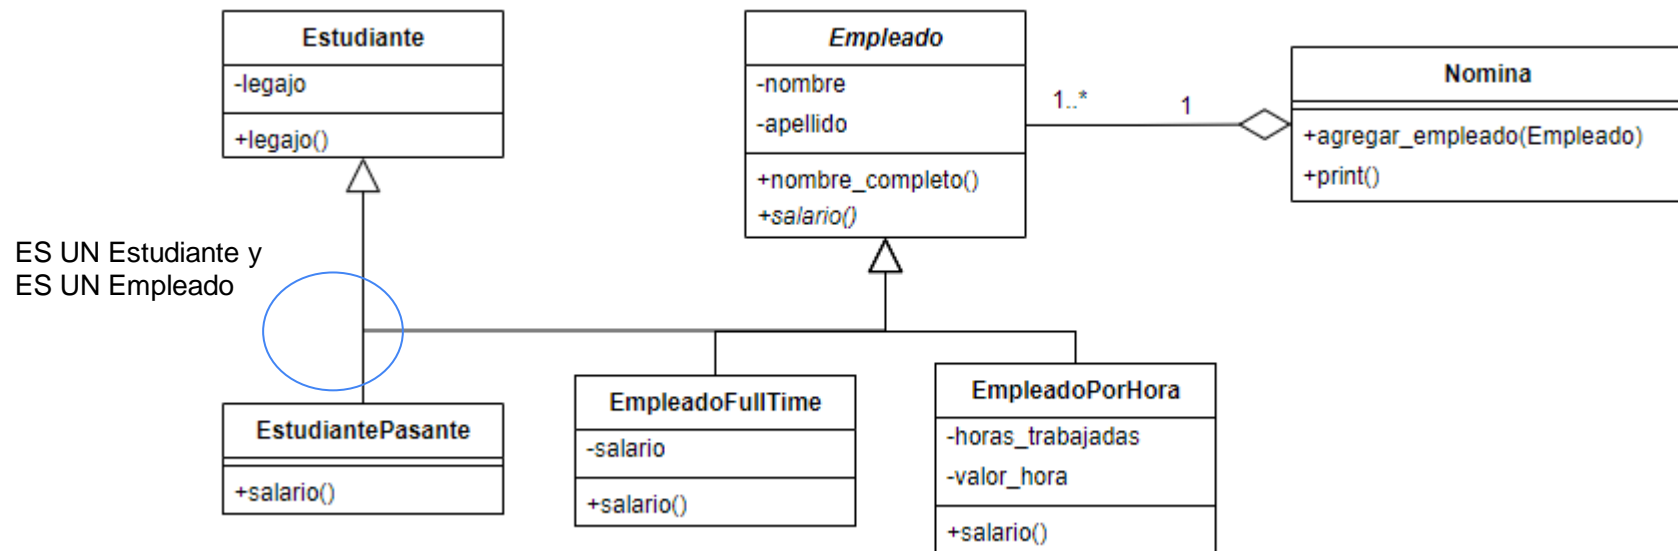 Estudiante
-legajo
+legajo()
Empleado
-nombre
-apellido
+nombre_completo()
+salario()
1..*
1
Nomina
+agregar_empleado(Empleado)
+print()
ES UN Estudiante y
ES UN Empleado
EstudiantePasante
+salario()
EmpleadoFullTime
-salario
+salario()
EmpleadoPorHora
-horas_trabajadas
-valor_hora
+salario()